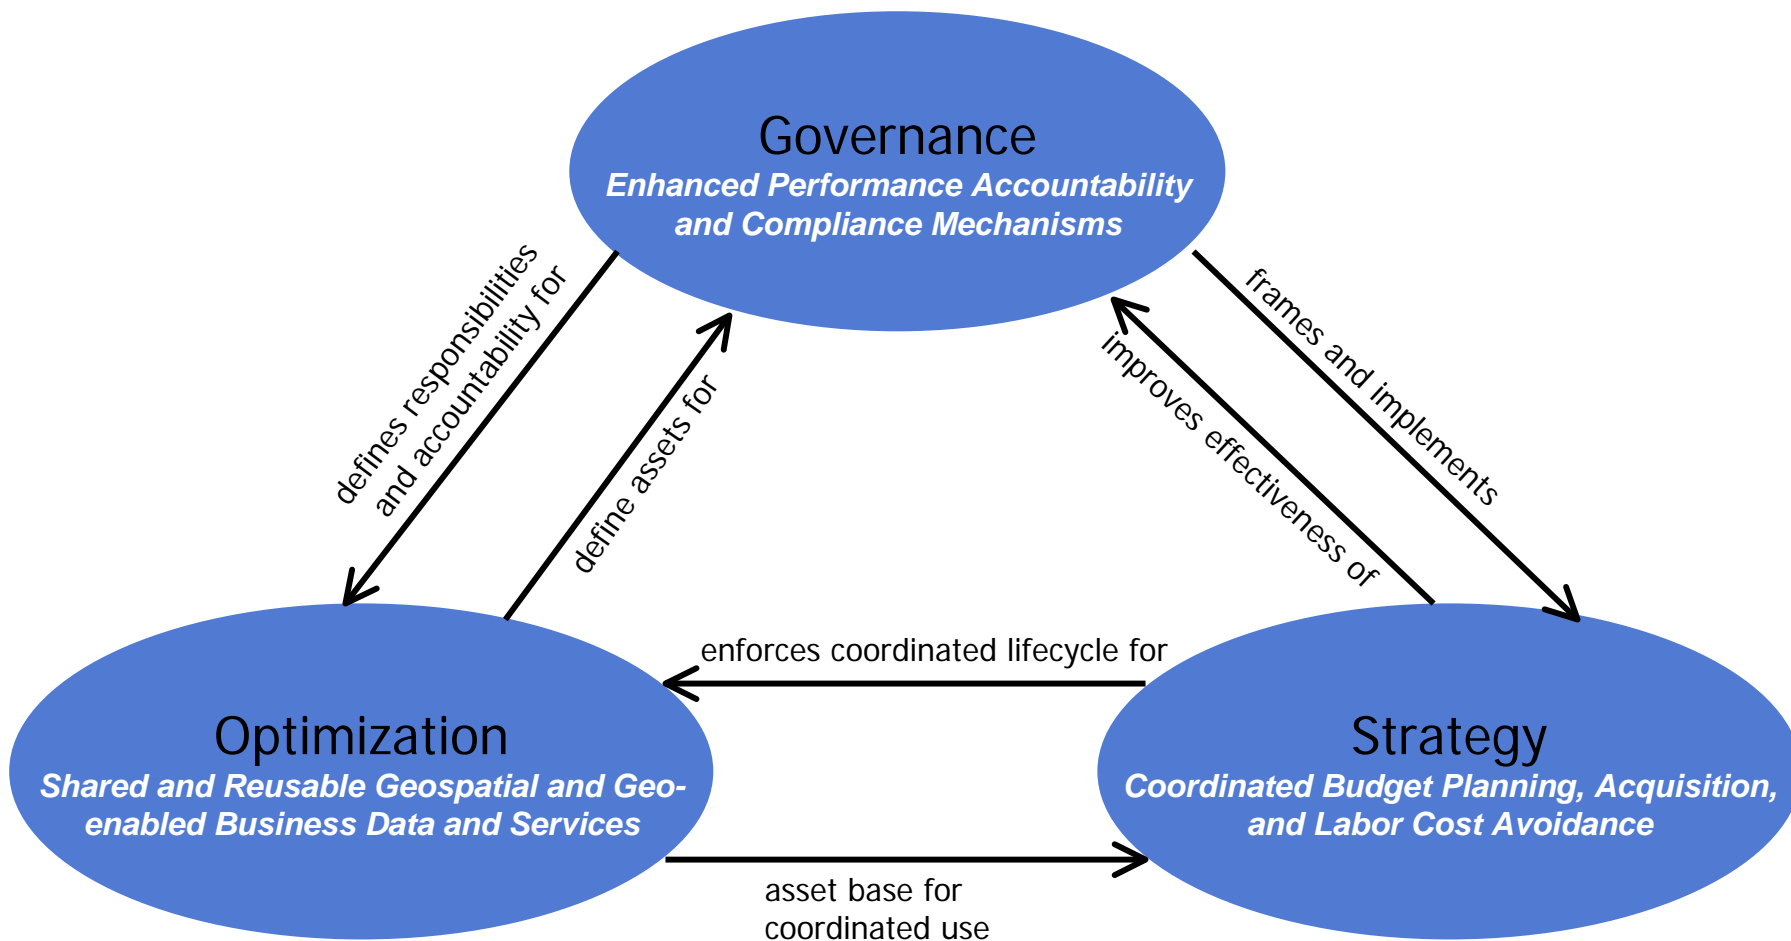 Governance
Enhanced Performance Accountability
and Compliance Mechanisms
defines responsibilities
and accountability for
define assets for
improves effectiveness of
frames and implements
enforces coordinated lifecycle for
Optimization
Shared and Reusable Geospatial and Geo-
enabled Business Data and Services
Strategy
Coordinated Budget Planning, Acquisition,
and Labor Cost Avoidance
asset base for
coordinated use